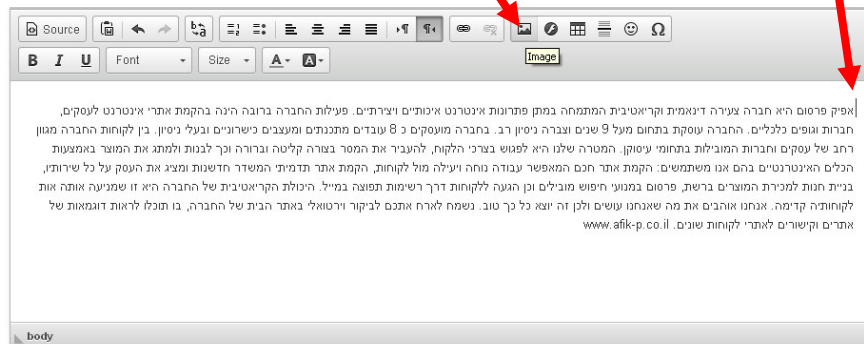 Source
Image
B I U Font Size A A
אפיק פרסום היא חברה צעירה דינאמית וקריאטיבית המתמחה במתן פתרונות אינטרנט איכותיים ויצירתיים. פעילות החברה ברובה הינה בהקמת אתרי אינטרנט לעסקים,
חברות וגופים כלכליים. החברה עוסקת בתחום מעל 9 שנים וצברה ניסיון רב. בחברה מועסקים כ 8 עובדים מתכנתים ומעצבים כישרוניים ובעלי ניסיון. בין לקוחות החברה מגוון
רחב של עסקים וחברות המובילות בתחומי עיסוקן. המטרה שלנו היא לפגוש בצרכי הלקוח, להעביר את המסר בצורה קליטה וברורה וכך לבנות ולמתג את המוצר באמצעות
הכלים האינטרנטיים בהם אנו משתמשים: הקמת אתר חכם המאפשר עבודה נוחה ויעילה מול לקוחות, הקמת אתר תדמיתי המשדר חדשנות ומציג את העסק על כל שירותיו,
בניית חנות למכירת המוצרים ברשת, פרסום במנועי חיפוש מובילים וכן הגעה ללקוחות דרך רשימות תפוצה במייל. היכולת הקריאטיבית של החברה היא זו שמניעה אותה אות
לקוחותיה קדימה. אנחנו אוהבים את מה שאנחנו עושים ולכן זה יוצא כל כך טוב. נשמח לארח אתכם לביקור וירטואלי באתר הבית של החברה, בו תוכלו לראות דוגמאות של
אתרים וקישורים לאתרי לקוחות שונים. www.afik-p.co.il
body